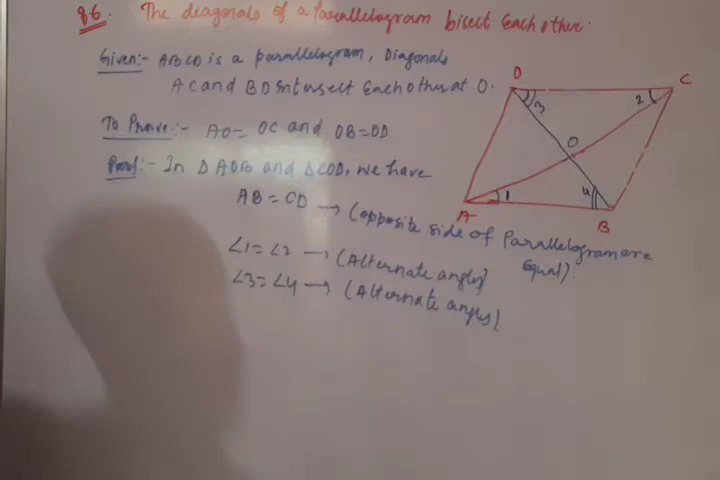 86. The diagonals of a Parallelogram bisect Each other.
Given:- ABCD is a parallelogram, Diagonals
AC and BD Intersect Each other at O.
To Prove:- AO = OC and OB = OD
Proof:- In Δ AOB and Δ COD, we have
AB = CD → (opposite side of Parallelogram are
Equal).
∠1 = ∠2 → (Alternate angles)
∠3 = ∠4 → (Alternate angles)
D
C
3
2
O
1
4
A
B